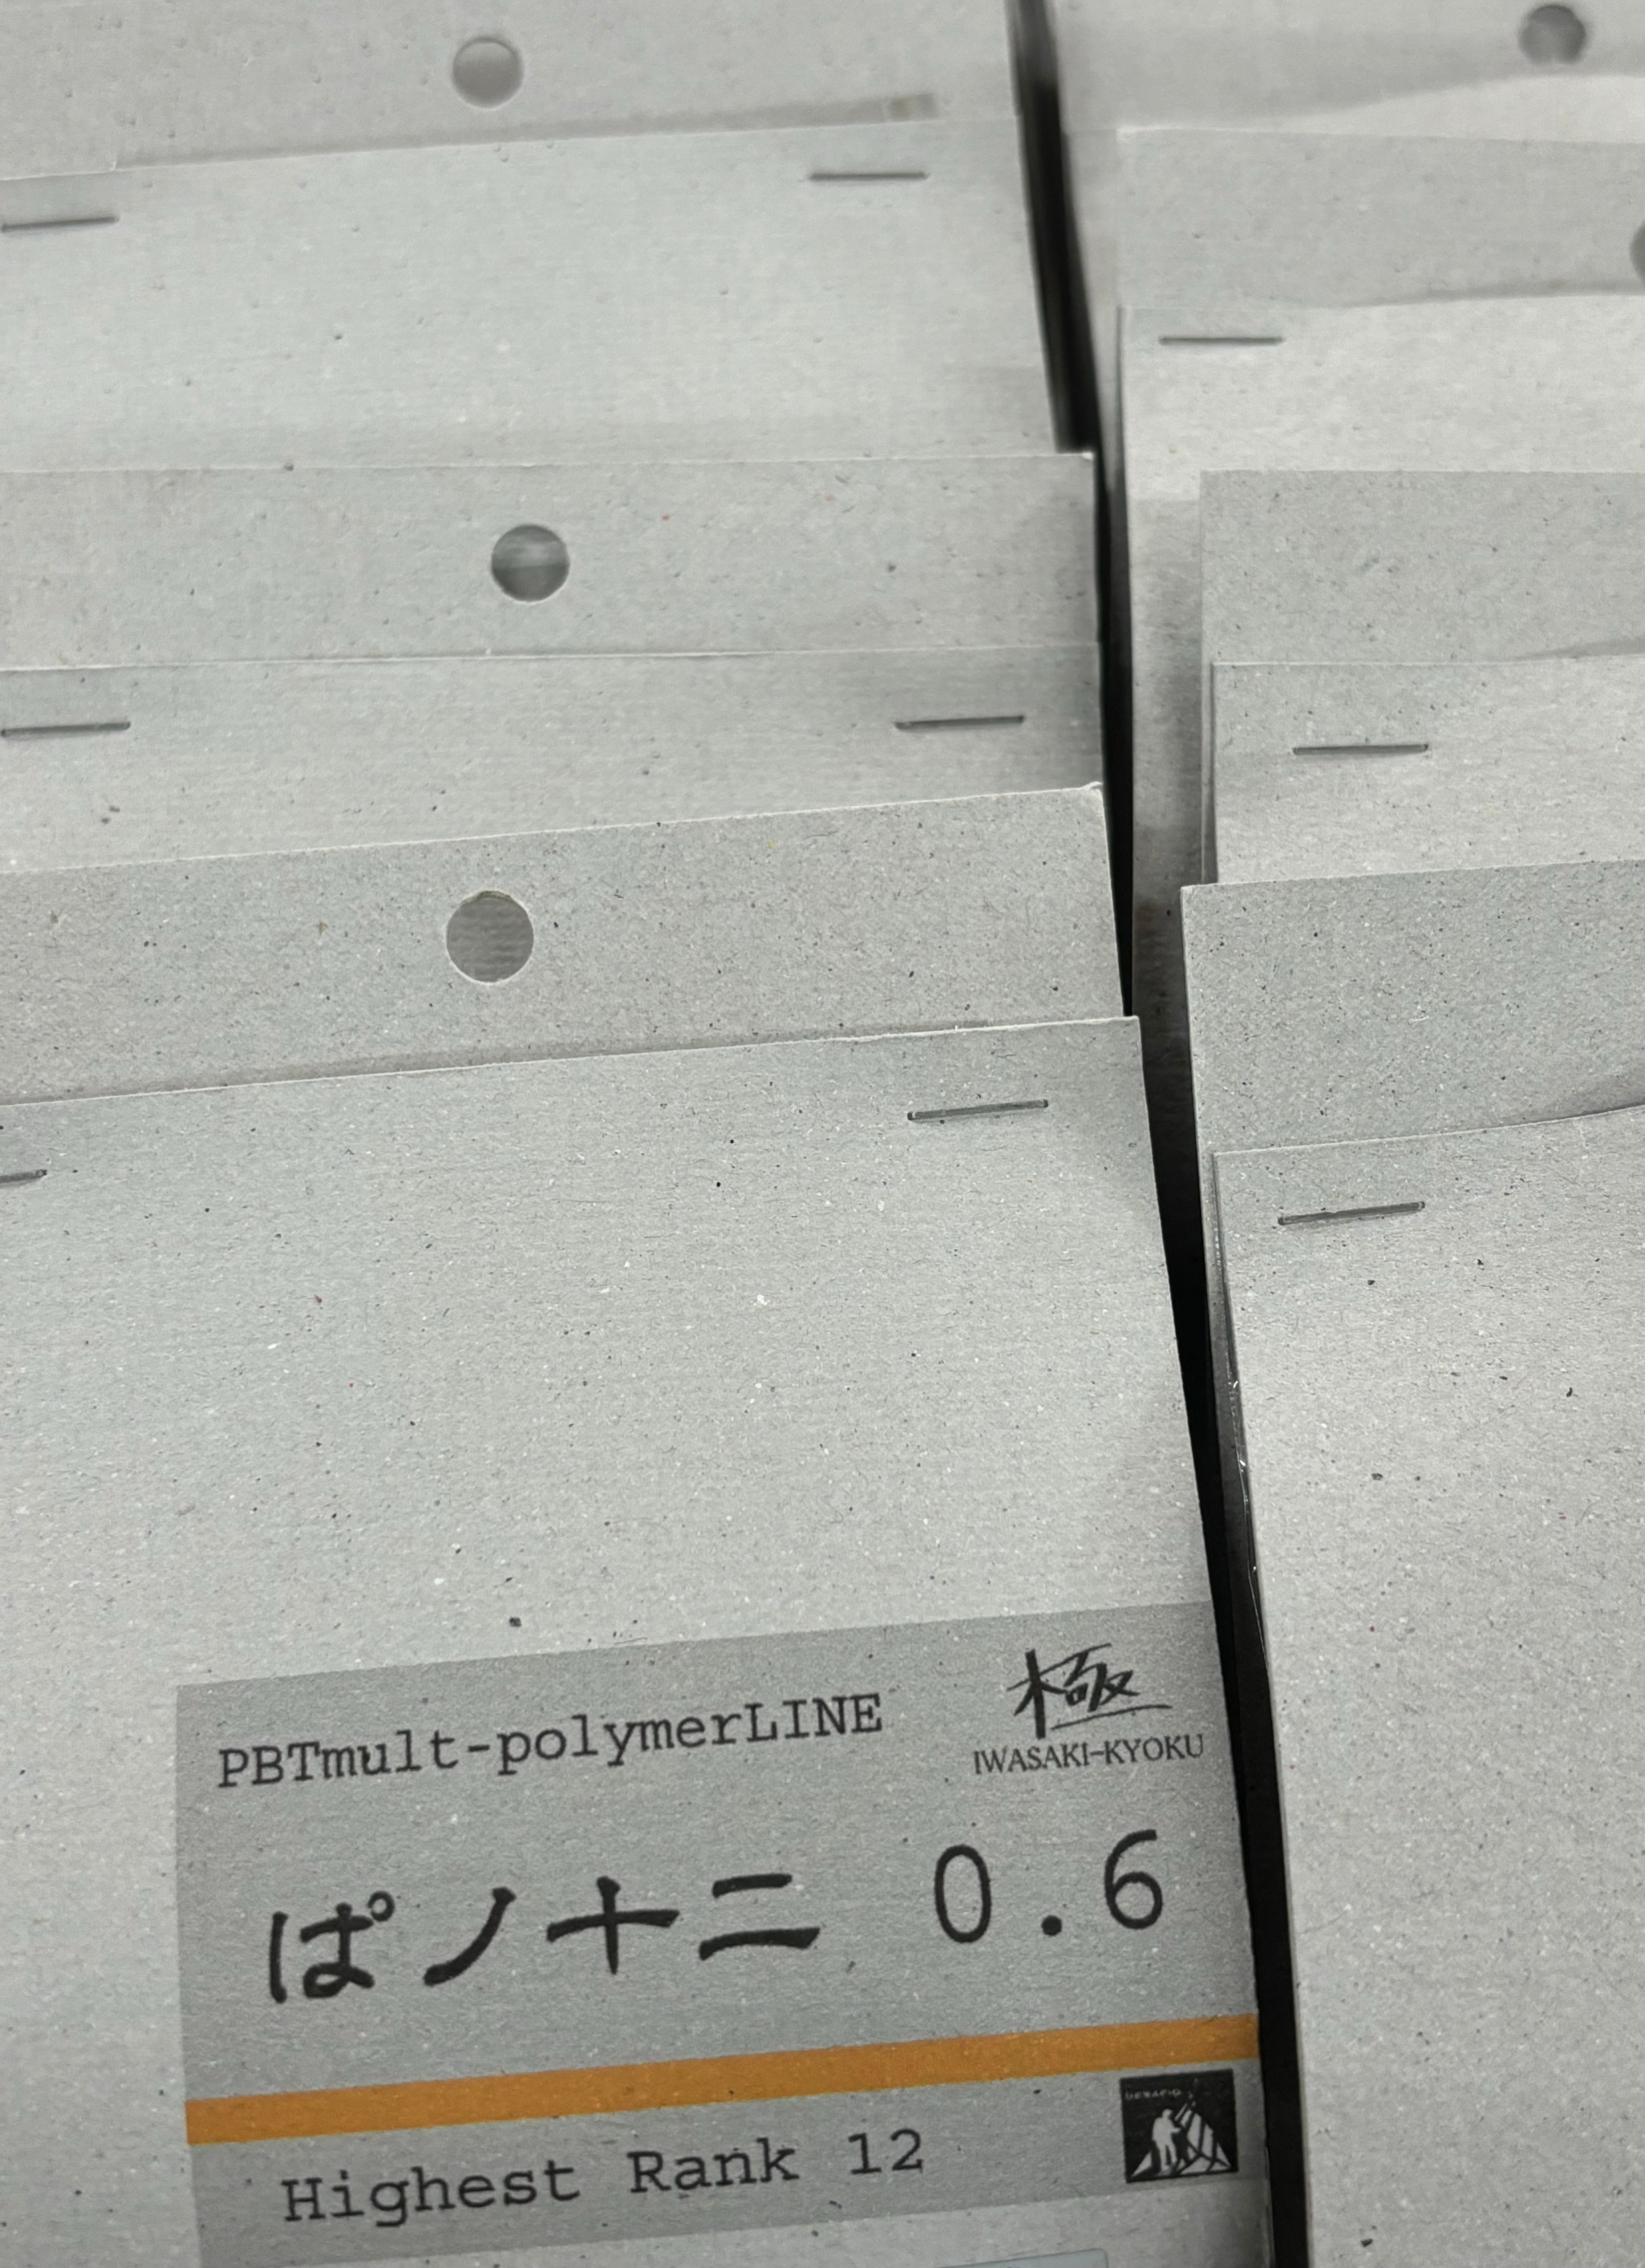 PBTmult-polymerLINE
極
IWASAKI-KYOKU
ぱノ十二 0.6
Highest Rank 12